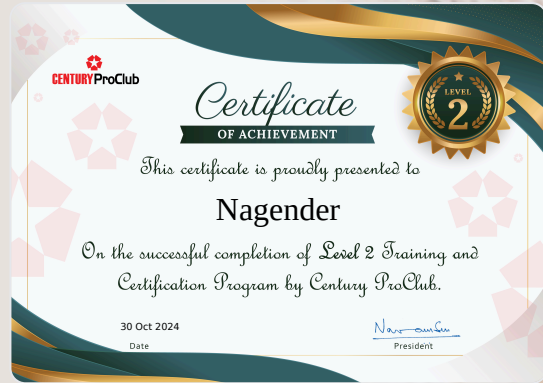 CENTURY ProClub
Certificate
OF ACHIEVEMENT
LEVEL
2
This certificate is proudly presented to
Nagender
On the successful completion of Level 2 Training and
Certification Program by Century ProClub.
30 Oct 2024
Date
President